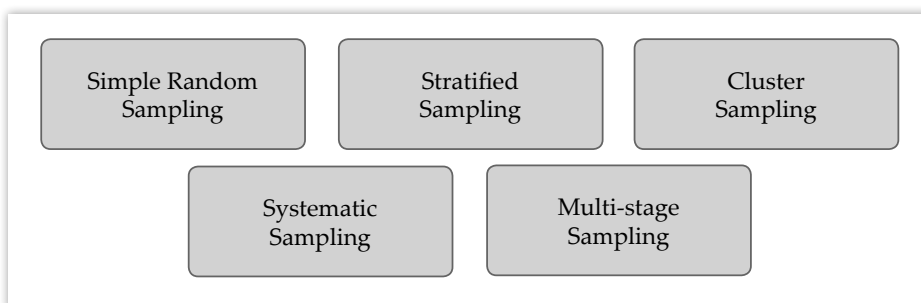 Simple Random
Sampling
Stratified
Sampling
Cluster
Sampling
Systematic
Sampling
Multi-stage
Sampling